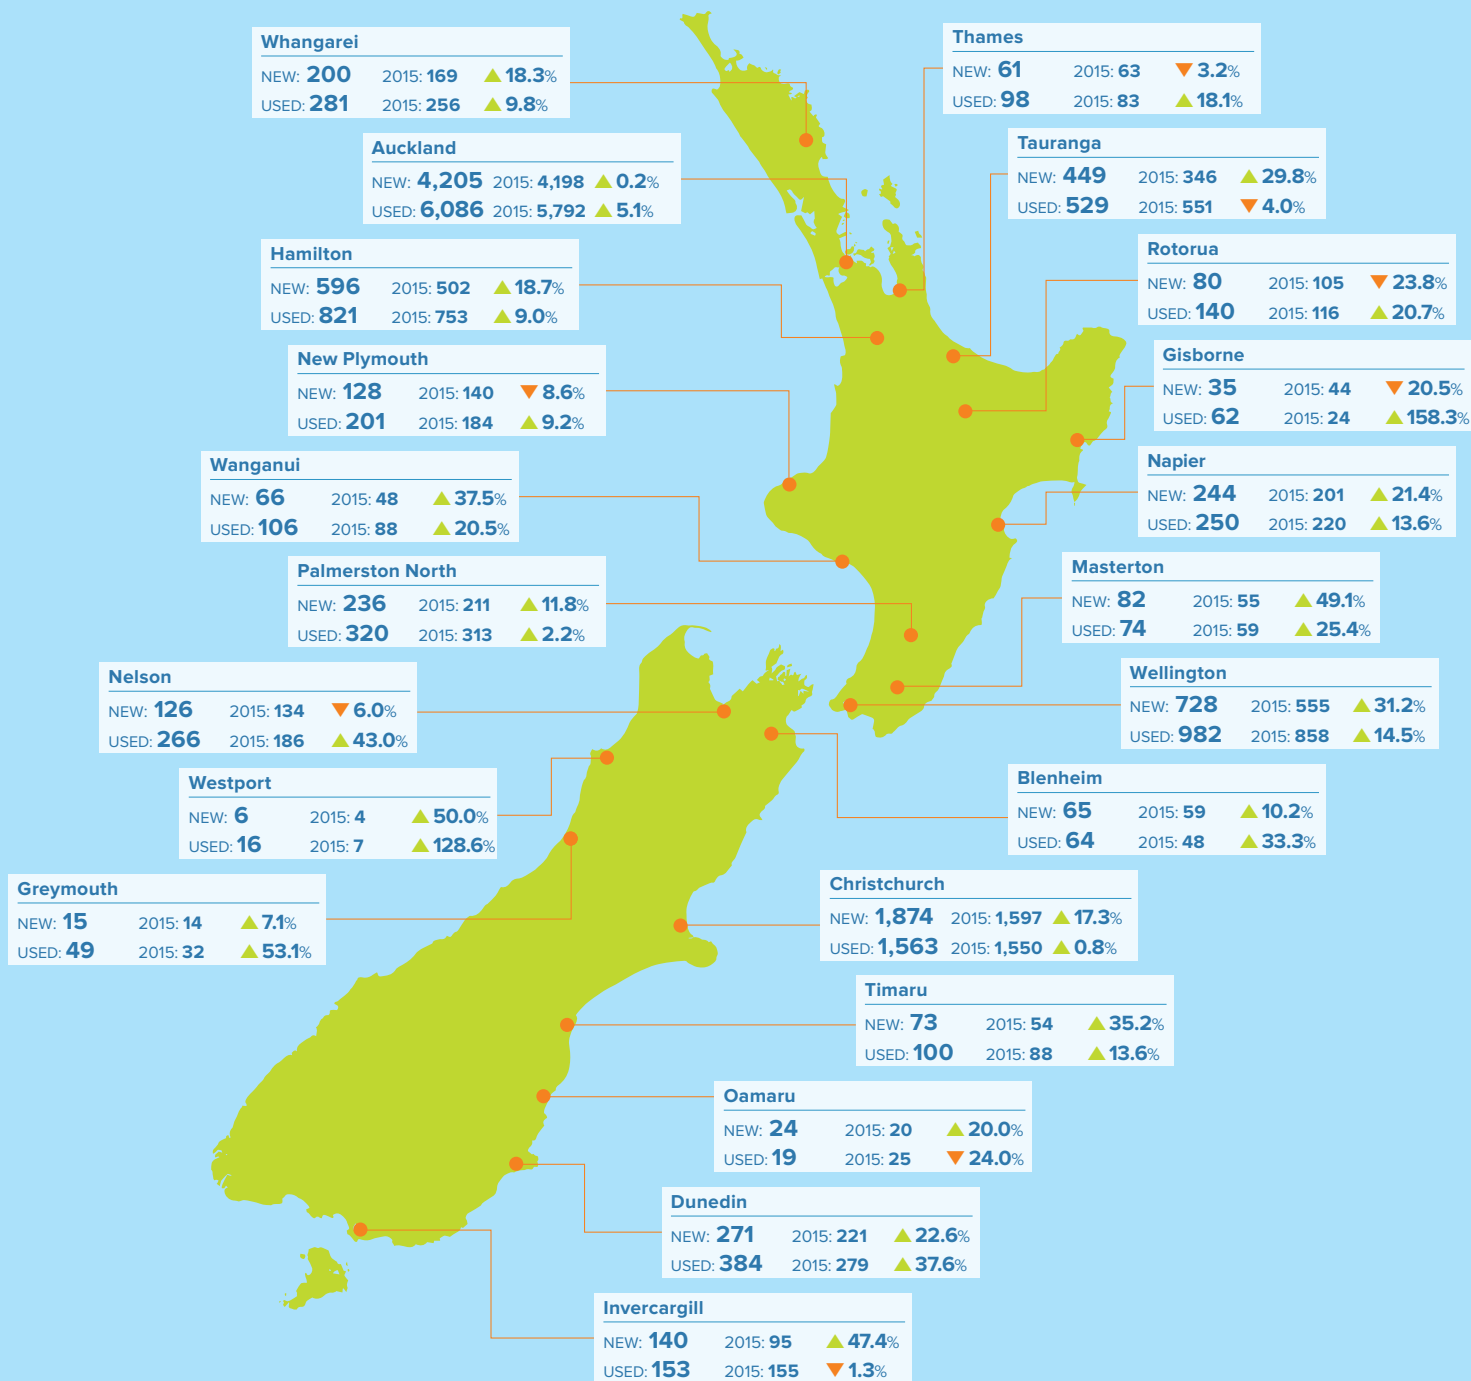 Whangarei
NEW: 200 2015: 169 18.3%
USED: 281 2015: 256 9.8%
Auckland
NEW: 4,205 2015: 4,198 0.2%
USED: 6,086 2015: 5,792 5.1%
Hamilton
NEW: 596 2015: 502 18.7%
USED: 821 2015: 753 9.0%
New Plymouth
NEW: 128 2015: 140 8.6%
USED: 201 2015: 184 9.2%
Wanganui
NEW: 66 2015: 48 37.5%
USED: 106 2015: 88 20.5%
Palmerston North
NEW: 236 2015: 211 11.8%
USED: 320 2015: 313 2.2%
Nelson
NEW: 126 2015: 134 6.0%
USED: 266 2015: 186 43.0%
Westport
NEW: 6 2015: 4 50.0%
USED: 16 2015: 7 128.6%
Greymouth
NEW: 15 2015: 14 7.1%
USED: 49 2015: 32 53.1%
Thames
NEW: 61 2015: 63 3.2%
USED: 98 2015: 83 18.1%
Tauranga
NEW: 449 2015: 346 29.8%
USED: 529 2015: 551 4.0%
Rotorua
NEW: 80 2015: 105 23.8%
USED: 140 2015: 116 20.7%
Gisborne
NEW: 35 2015: 44 20.5%
USED: 62 2015: 24 158.3%
Napier
NEW: 244 2015: 201 21.4%
USED: 250 2015: 220 13.6%
Masterton
NEW: 82 2015: 55 49.1%
USED: 74 2015: 59 25.4%
Wellington
NEW: 728 2015: 555 31.2%
USED: 982 2015: 858 14.5%
Blenheim
NEW: 65 2015: 59 10.2%
USED: 64 2015: 48 33.3%
Christchurch
NEW: 1,874 2015: 1,597 17.3%
USED: 1,563 2015: 1,550 0.8%
Timaru
NEW: 73 2015: 54 35.2%
USED: 100 2015: 88 13.6%
Oamaru
NEW: 24 2015: 20 20.0%
USED: 19 2015: 25 24.0%
Dunedin
NEW: 271 2015: 221 22.6%
USED: 384 2015: 279 37.6%
Invercargill
NEW: 140 2015: 95 47.4%
USED: 153 2015: 155 1.3%